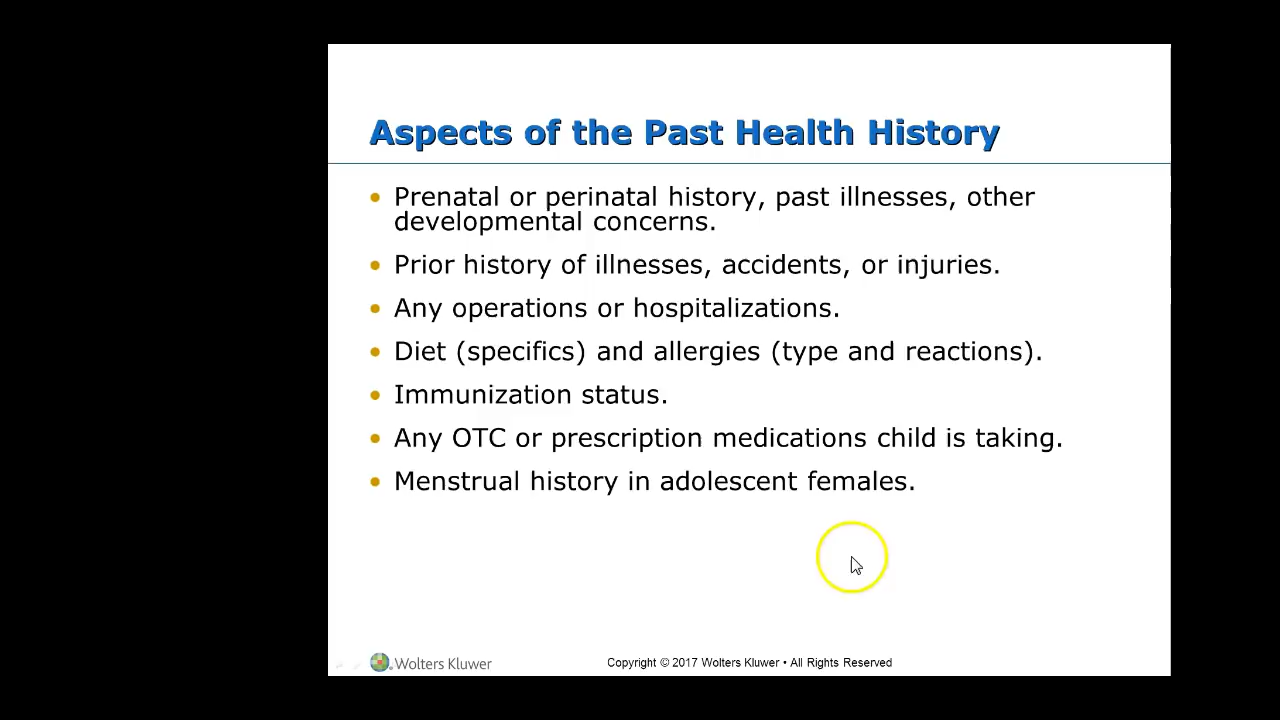 Aspects of the Past Health History
• Prenatal or perinatal history, past illnesses, other
developmental concerns.
• Prior history of illnesses, accidents, or injuries.
• Any operations or hospitalizations.
• Diet (specifics) and allergies (type and reactions).
• Immunization status.
• Any OTC or prescription medications child is taking.
• Menstrual history in adolescent females.
Wolters Kluwer
Copyright © 2017 Wolters Kluwer • All Rights Reserved